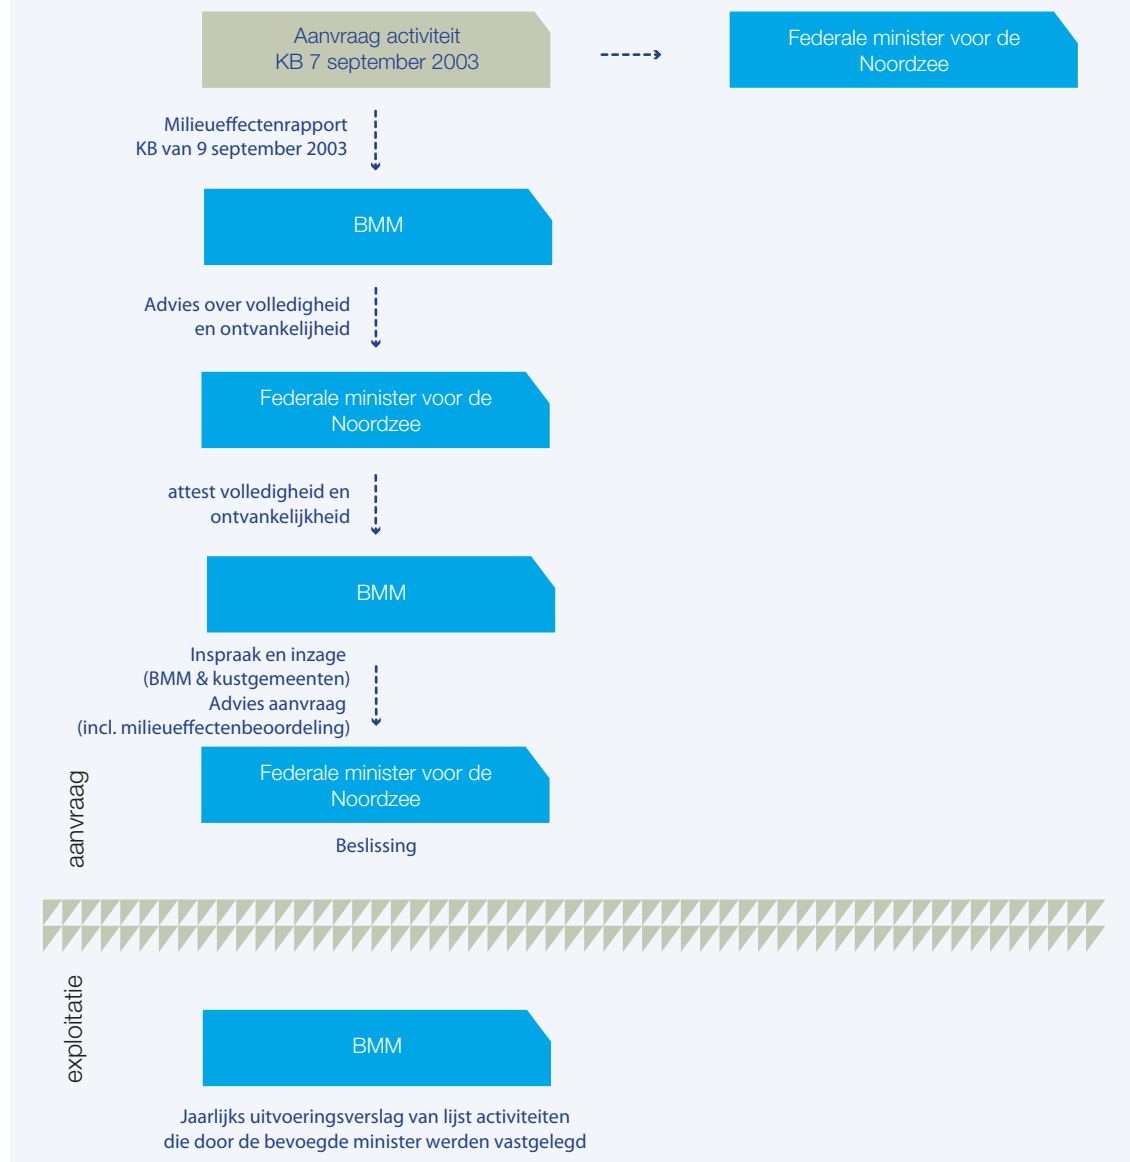 Aanvraag activiteit
KB 7 september 2003
Federale minister voor de
Noordzee
Milieueffectenrapport
KB van 9 september 2003
BMM
Advies over volledigheid
en ontvankelijheid
Federale minister voor de
Noordzee
attest volledigheid en
ontvankelijkheid
BMM
Inspraak en inzage
(BMM & kustgemeenten)
Advies aanvraag
(incl. milieueffectenbeoordeling)
Federale minister voor de
Noordzee
Beslissing
aanvraag
exploitatie
BMM
Jaarlijks uitvoeringsverslag van lijst activiteiten
die door de bevoegde minister werden vastgelegd